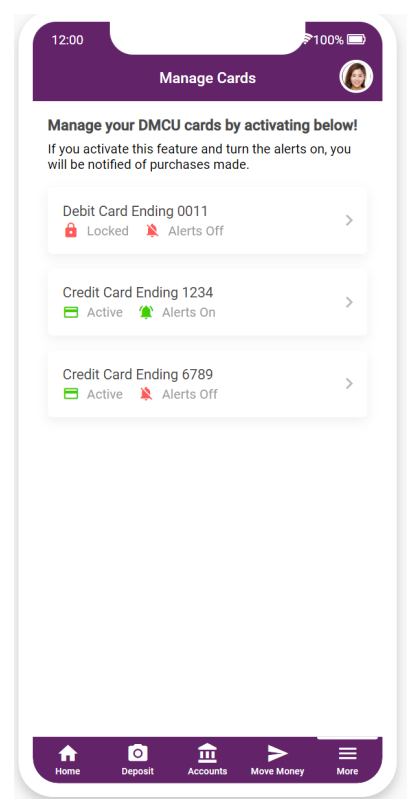 12:00
100%
Manage Cards
Manage your DMCU cards by activating below!
If you activate this feature and turn the alerts on, you
will be notified of purchases made.
Debit Card Ending 0011
Locked Alerts Off
Credit Card Ending 1234
Active Alerts On
Credit Card Ending 6789
Active Alerts Off
Home Deposit Accounts Move Money More